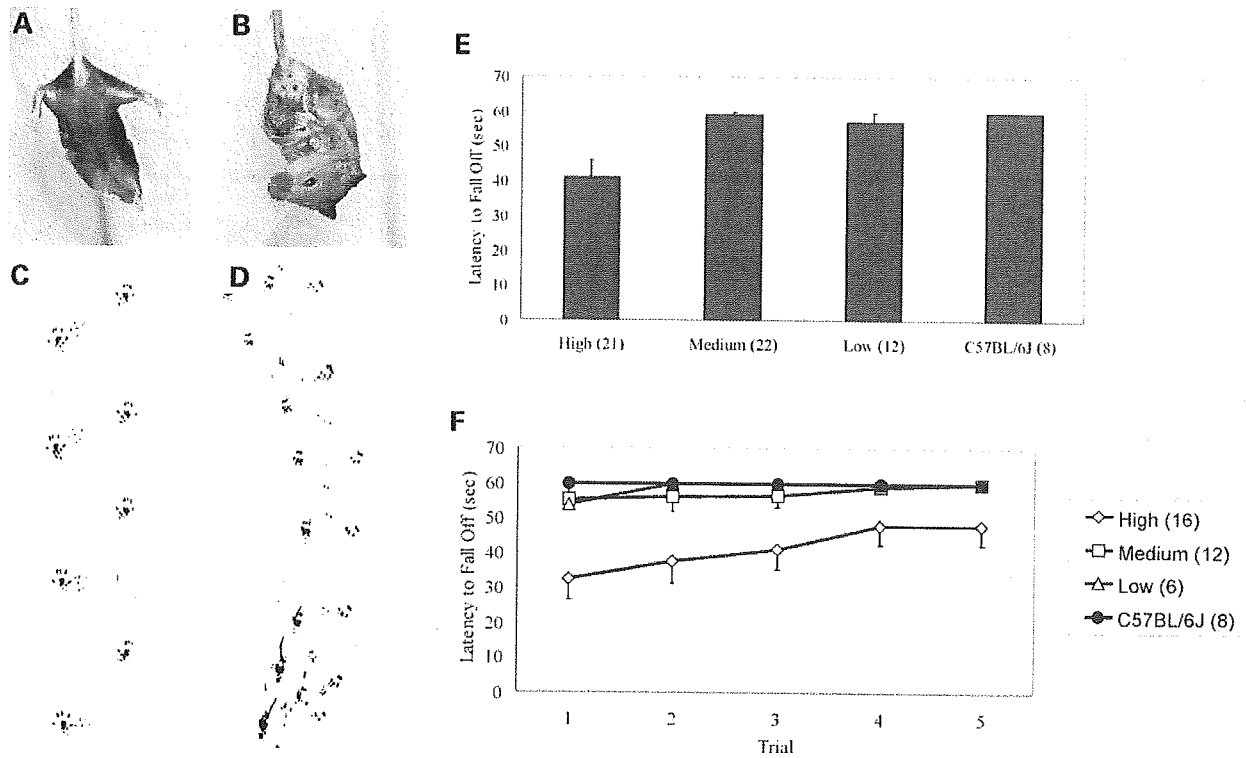 A
B
C
D
E
Latency to Fall Off (sec)
70
60
50
40
30
20
10
0
High (21)
Medium (22)
Low (12)
C57BL/6J (8)
F
Latency to Fall Off (sec)
70
60
50
40
30
20
10
0
1
2
3
4
5
Trial
High (16)
Medium (12)
Low (6)
C57BL/6J (8)